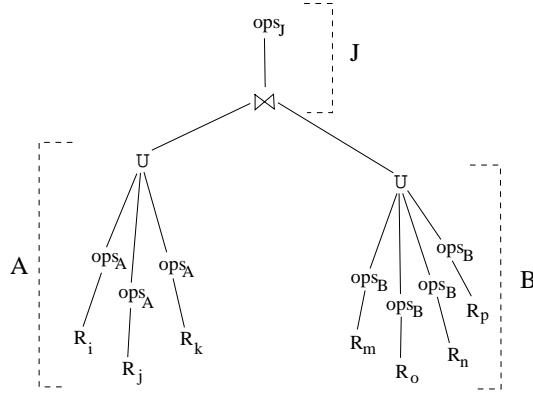 ops_J
J
⋈
U
U
A
ops_A
ops_A
ops_A
R_i
R_j
R_k
ops_B
ops_B
ops_B
ops_B
B
R_m
R_o
R_n
R_p